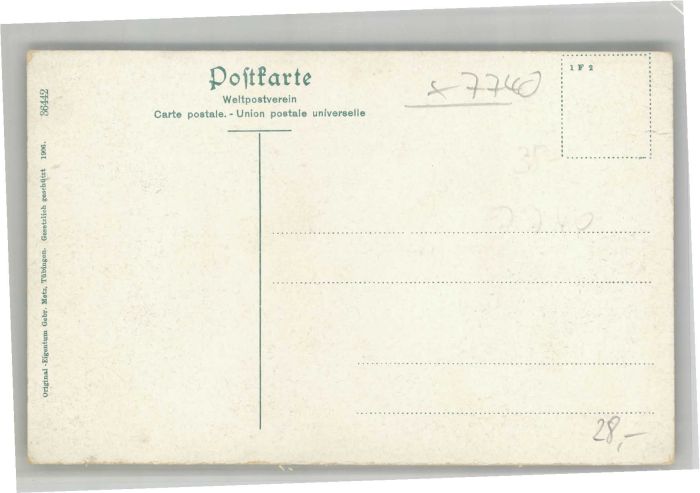 Postkarte
Weltpostverein
Carte postale. - Union postale universelle
x 7740
1 F 2
7740
28,-
36442
Original-Eigentum Gebr. Metz, Tübingen. Gesetzlich geschützt 1906.